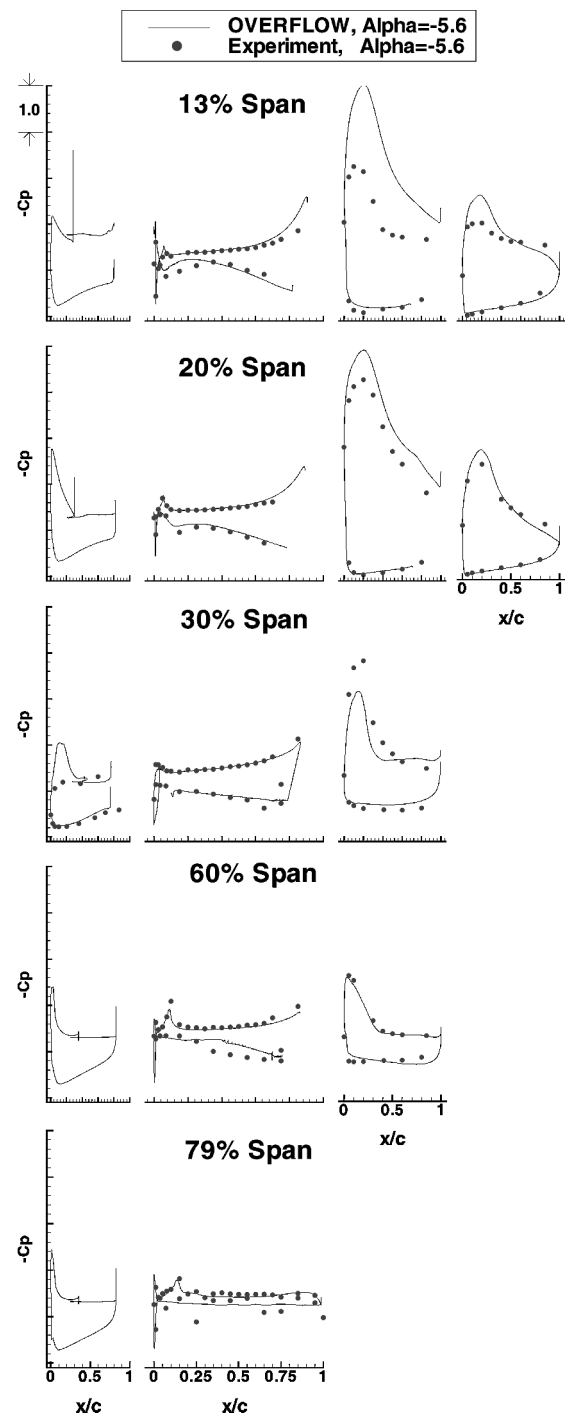 OVERFLOW, Alpha=-5.6
Experiment, Alpha=-5.6
1.0
13% Span
-Cp
20% Span
-Cp
0 0.5 1
x/c
30% Span
-Cp
60% Span
-Cp
0 0.5 1
x/c
79% Span
-Cp
0 0.5 1
x/c
0 0.25 0.5 0.75 1
x/c